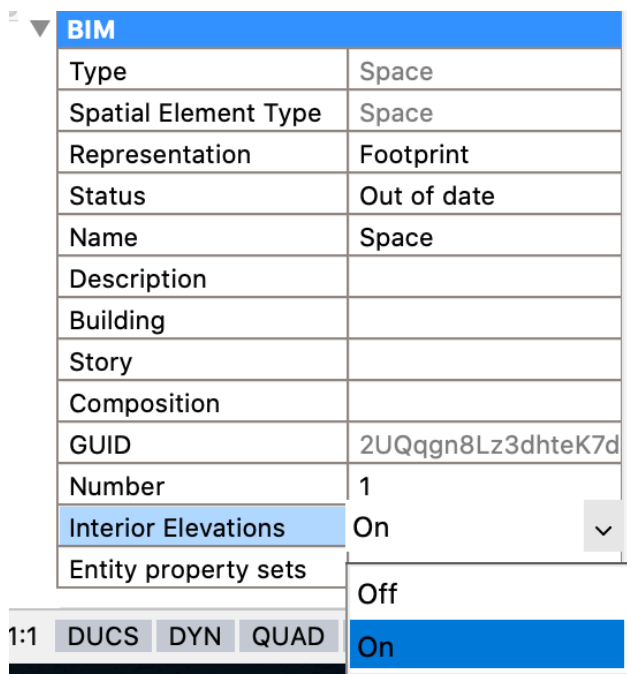 BIM
Type Space
Spatial Element Type Space
Representation Footprint
Status Out of date
Name Space
Description
Building
Story
Composition
GUID 2UQqgn8Lz3dhteK7d
Number 1
Interior Elevations On
Entity property sets
Off
1:1 DUCS DYN QUAD
On